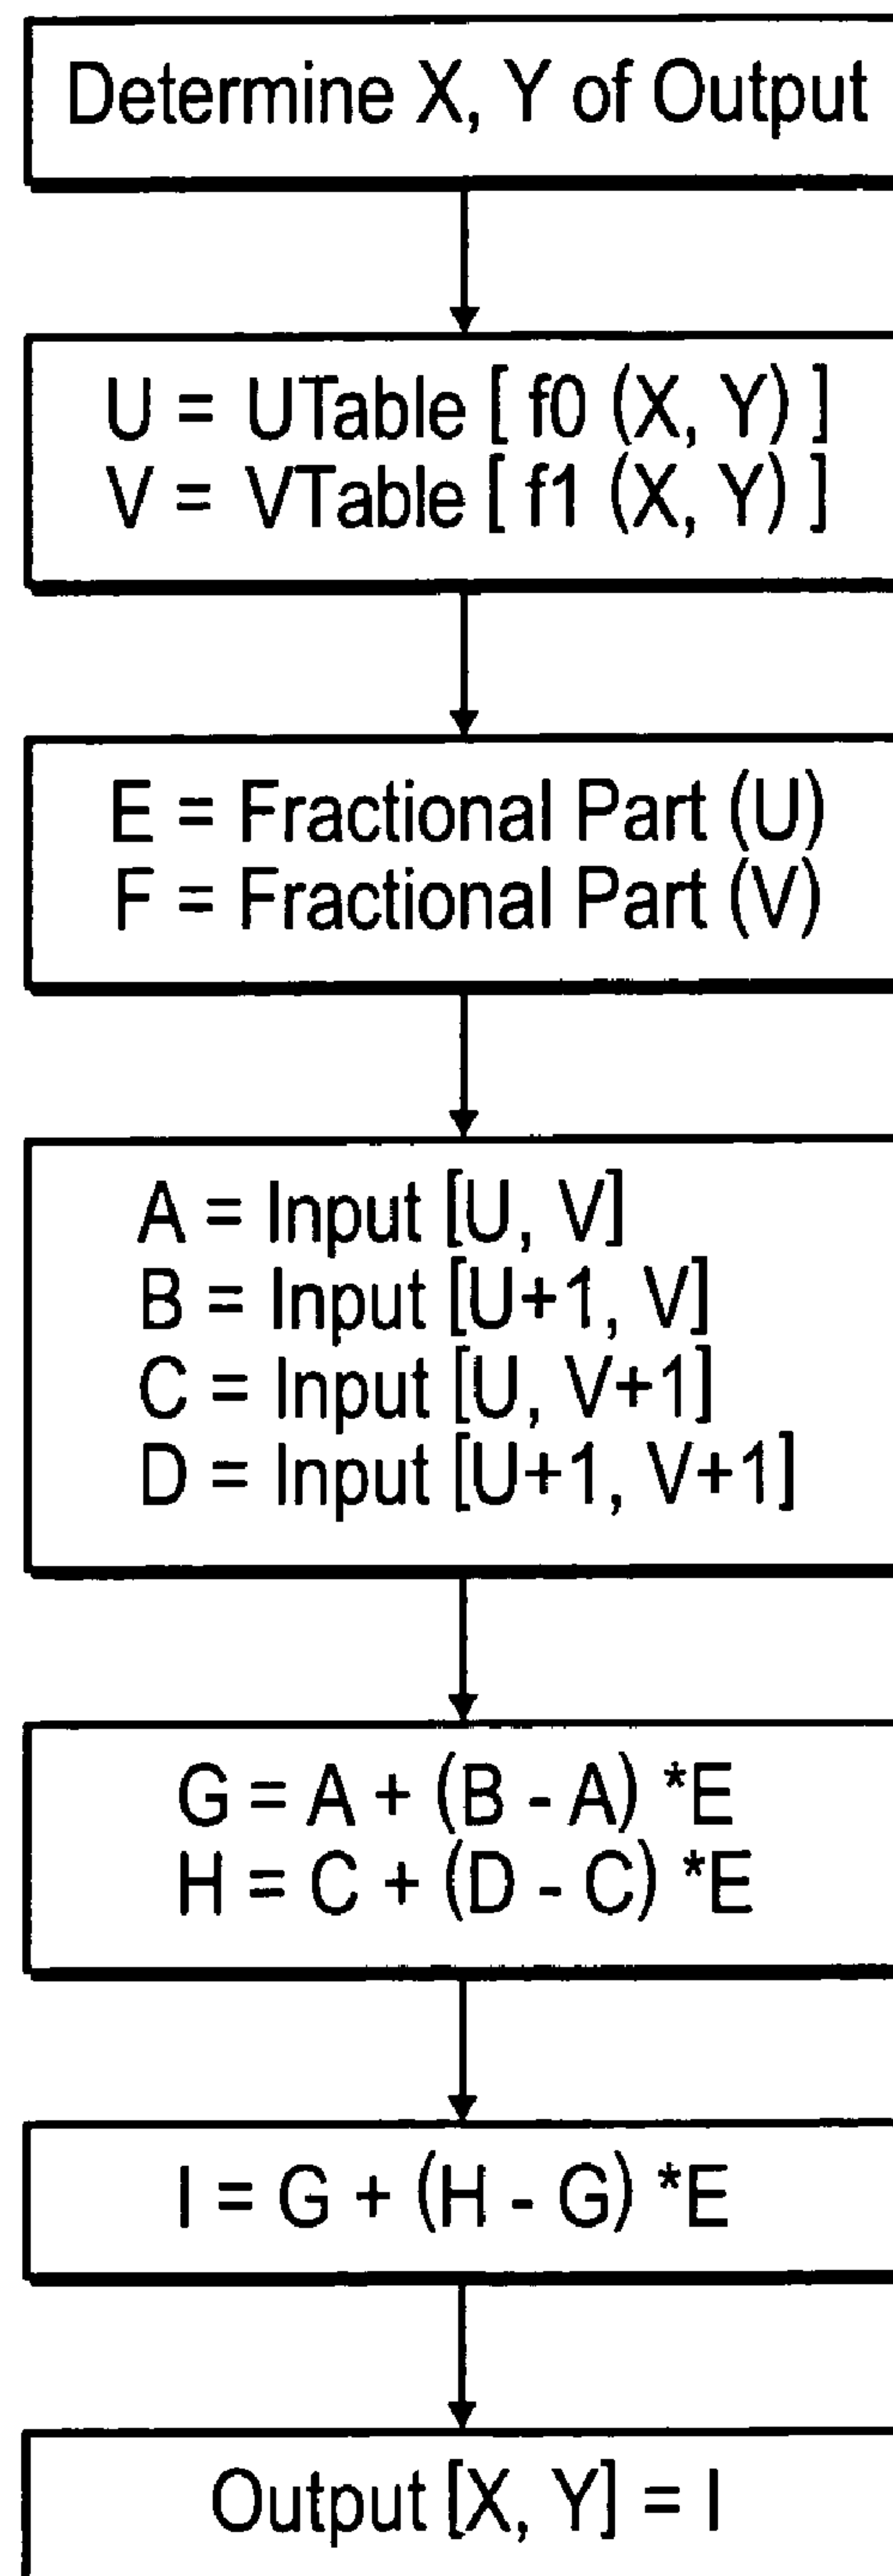 Determine X, Y of Output
U = UTable [ f0 (X, Y) ]
V = VTable [ f1 (X, Y) ]
E = Fractional Part (U)
F = Fractional Part (V)
A = Input [U, V]
B = Input [U+1, V]
C = Input [U, V+1]
D = Input [U+1, V+1]
G = A + (B - A) *E
H = C + (D - C) *E
I = G + (H - G) *E
Output [X, Y] = I